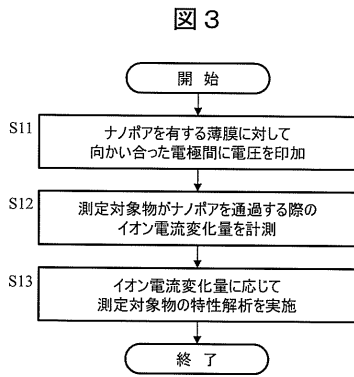 図３
開 始
S11
ナノポアを有する薄膜に対して
向かい合った電極間に電圧を印加
S12
測定対象物がナノポアを通過する際の
イオン電流変化量を計測
S13
イオン電流変化量に応じて
測定対象物の特性解析を実施
終 了